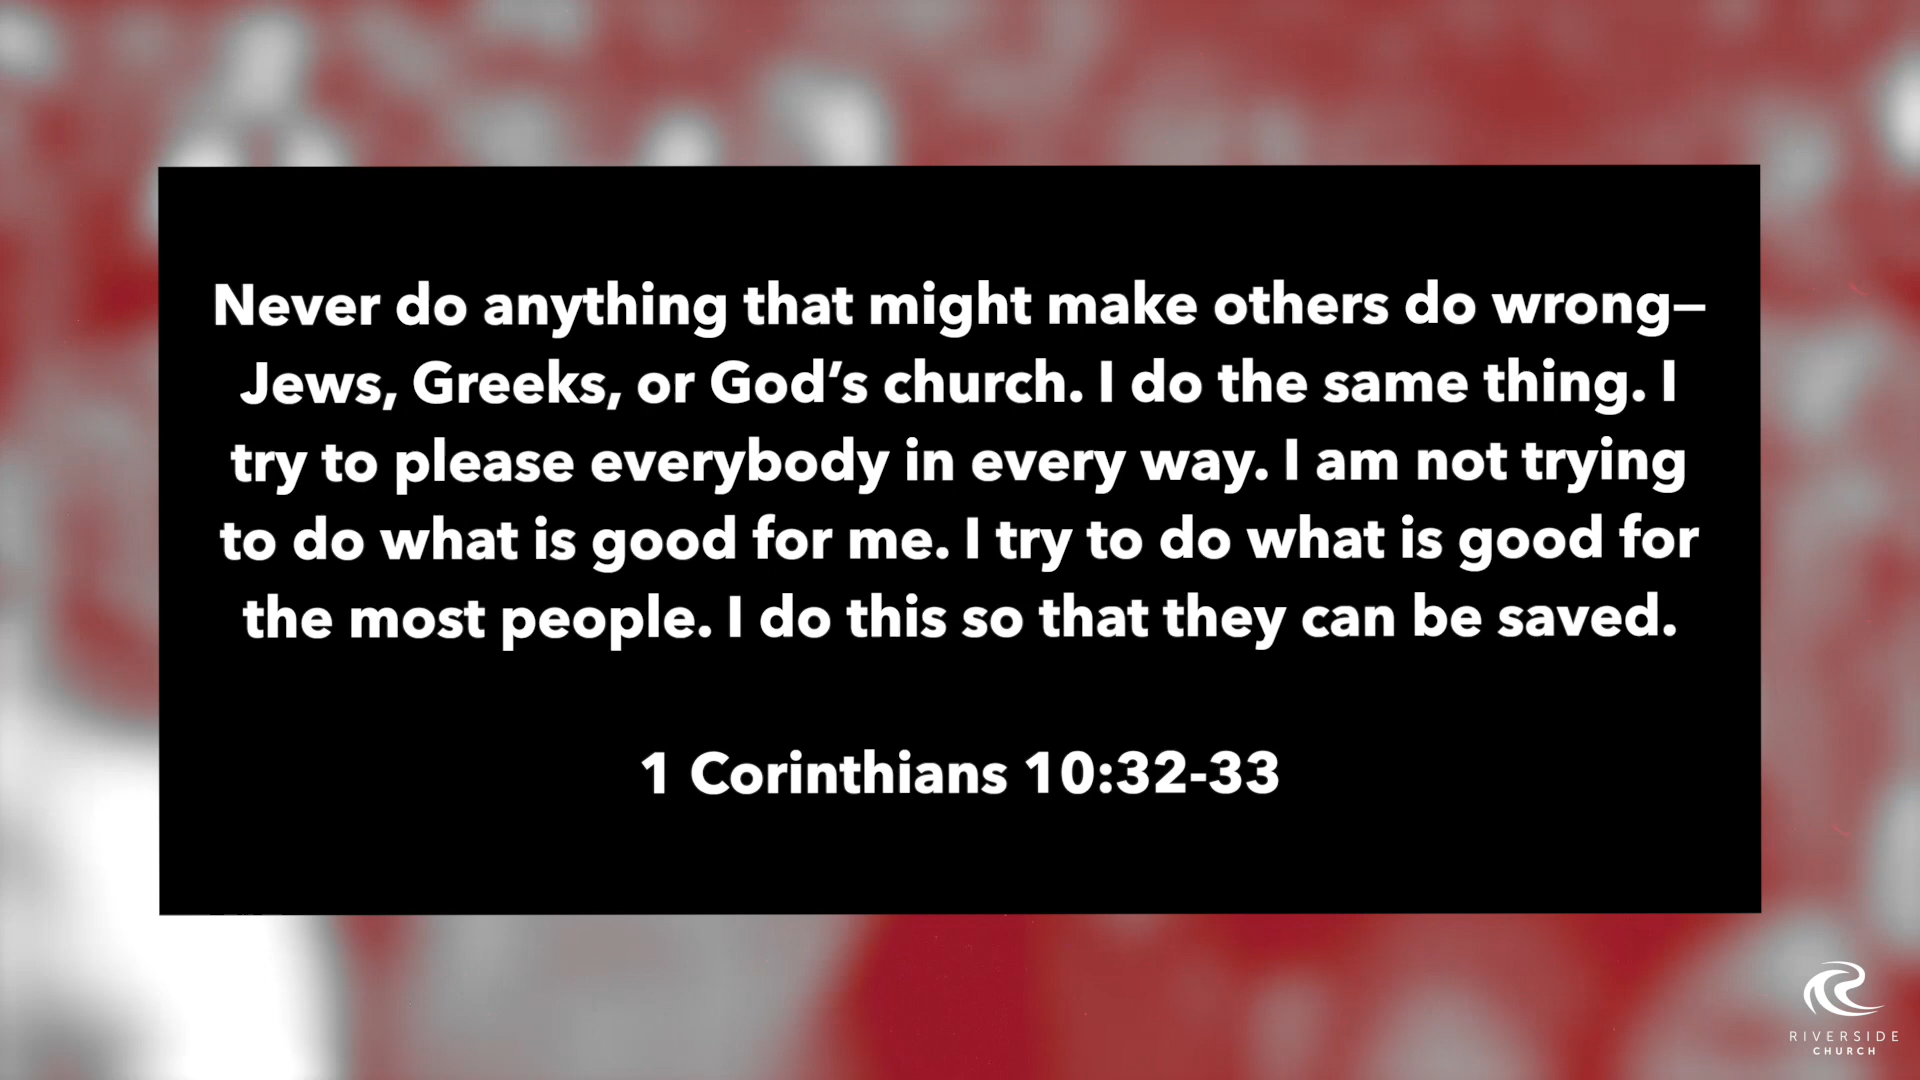 Never do anything that might make others do wrong—
Jews, Greeks, or God’s church. I do the same thing. I
try to please everybody in every way. I am not trying
to do what is good for me. I try to do what is good for
the most people. I do this so that they can be saved.
1 Corinthians 10:32-33
RIVERSIDE
CHURCH